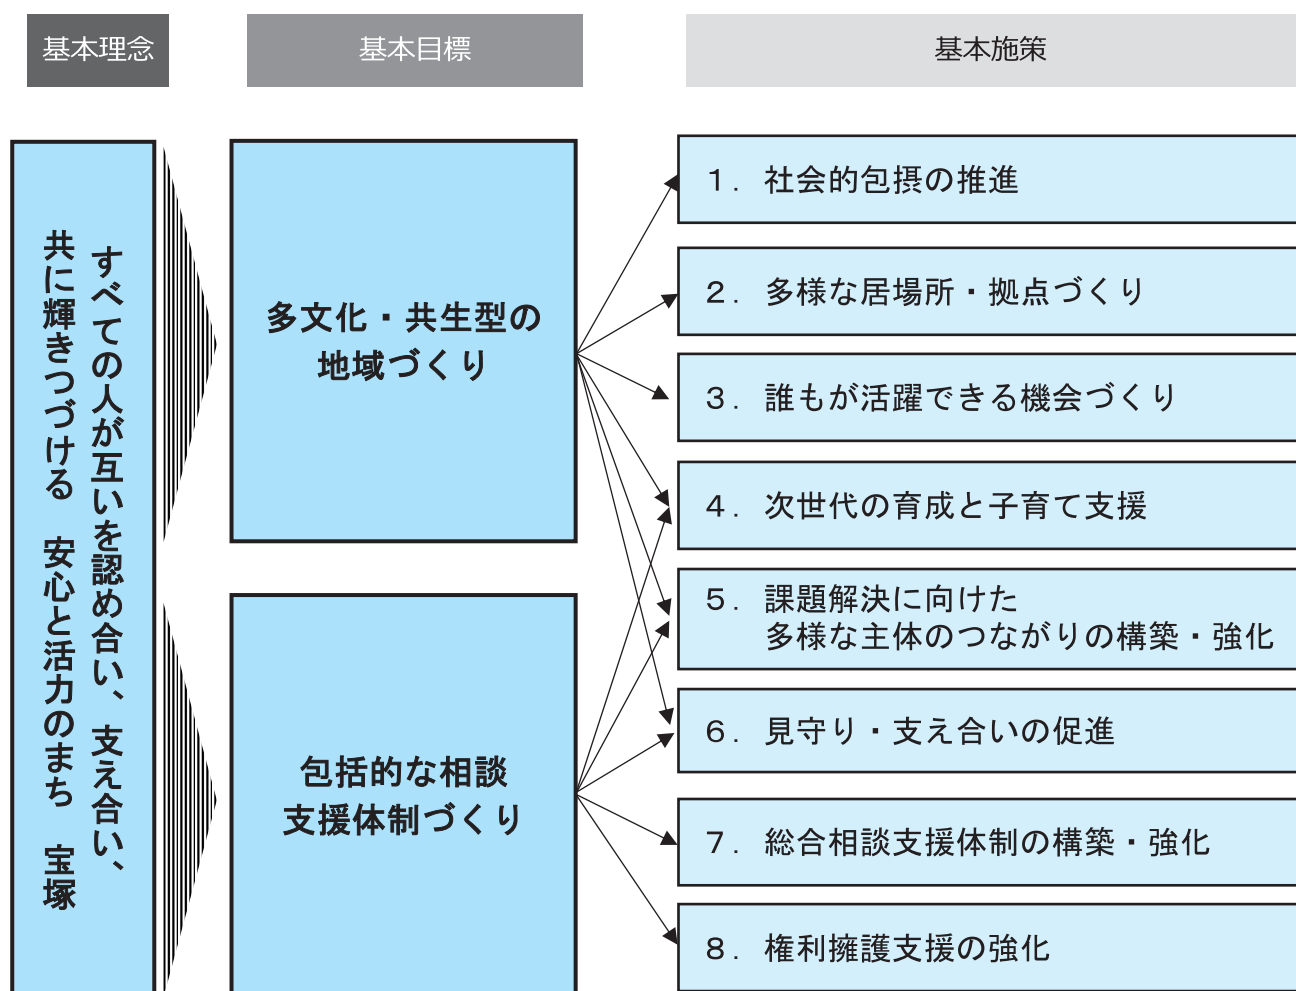 基本理念
基本目標
基本施策
すべての人が互いを認め合い、支え合い、
共に輝きつづける　安心と活力のまち　宝塚
多文化・共生型の
地域づくり
包括的な相談
支援体制づくり
１．社会的包摂の推進
２．多様な居場所・拠点づくり
３．誰もが活躍できる機会づくり
４．次世代の育成と子育て支援
５．課題解決に向けた
多様な主体のつながりの構築・強化
６．見守り・支え合いの促進
７．総合相談支援体制の構築・強化
８．権利擁護支援の強化